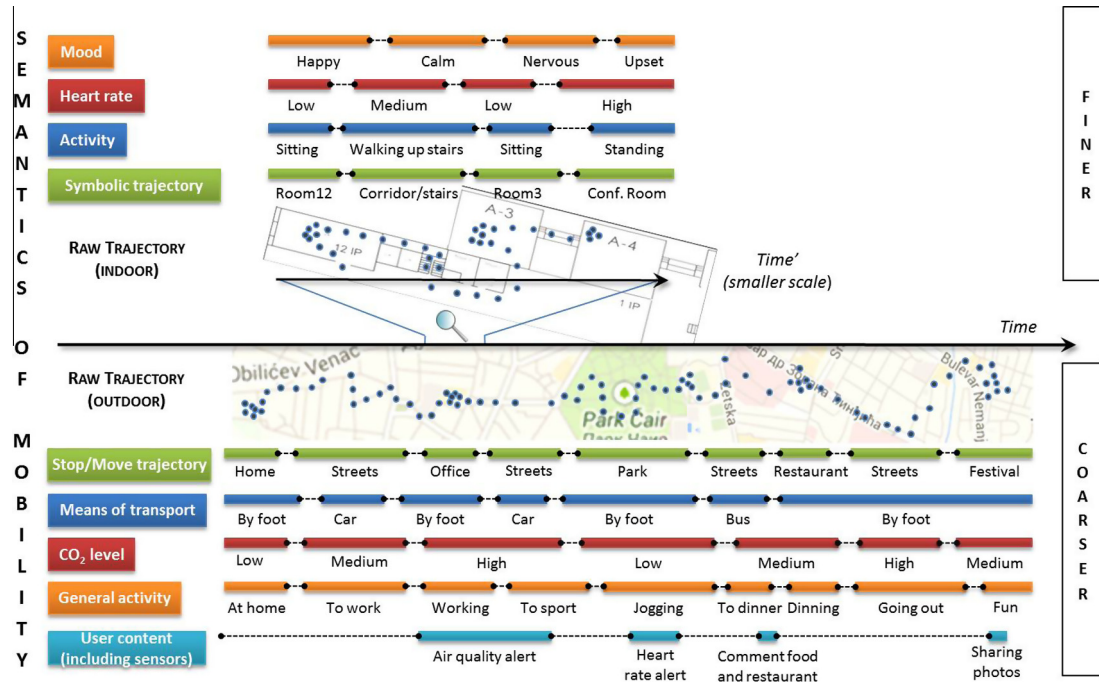 SEMANTICS OF MOBILITY
Mood
Happy Calm Nervous Upset
Heart rate
Low Medium Low High
Activity
Sitting Walking up stairs Sitting Standing
Symbolic trajectory
Room12 Corridor/stairs Room3 Conf. Room
FINER
RAW TRAJECTORY
(INDOOR)
A-3
12 IP
A-4
1 IP
Time’
(smaller scale)
Time
RAW TRAJECTORY
(OUTDOOR)
Obilićev Venac
Park Cair
Bulevar Nemanj
Stop/Move trajectory
Home Streets Office Streets Park Streets Restaurant Streets Festival
Means of transport
By foot Car By foot Car By foot Bus By foot
CO₂ level
Low Medium High Low Medium High Medium
General activity
At home To work Working To sport Jogging To dinner Dinning Going out Fun
User content
(including sensors)
Air quality alert
Heart
rate alert
Comment food
and restaurant
Sharing
photos
COARSER